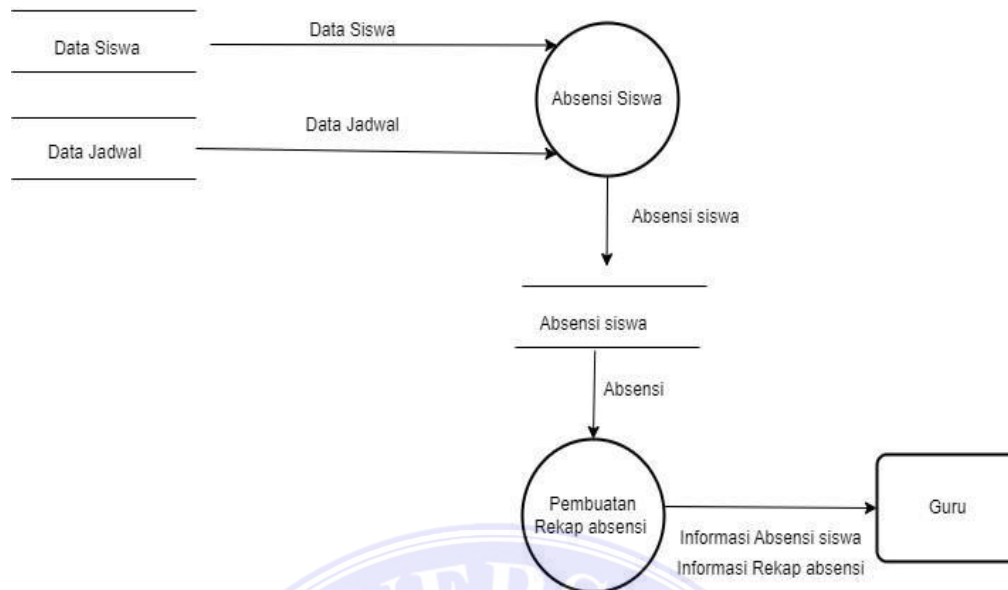 Data Siswa
Data Siswa
Absensi Siswa
Data Jadwal
Data Jadwal
Absensi siswa
Absensi siswa
Absensi
Pembuatan
Rekap absensi
Guru
Informasi Absensi siswa
Informasi Rekap absensi